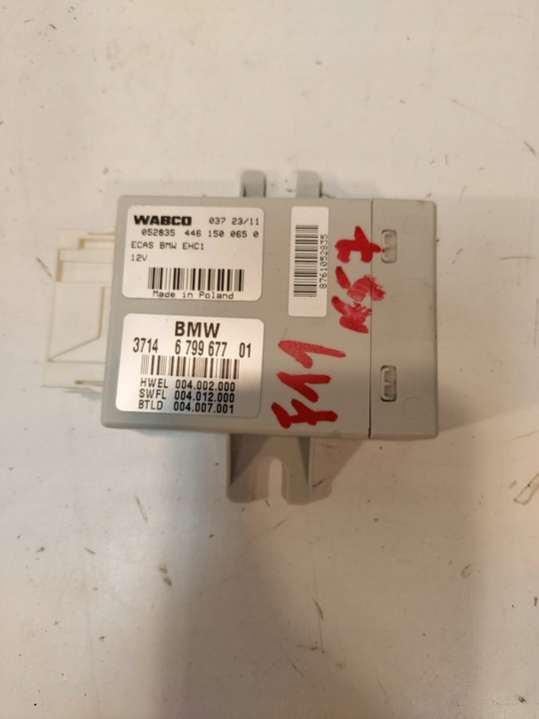 WABCO 037 23/11
052835 446 150 065 0
ECAS BMW EHC1
12V
Made in Poland
BMW
3714 6 799 677 01
HWEL 004.002.000
SWFL 004.012.000
BTLD 004.007.001
8761052835
F11